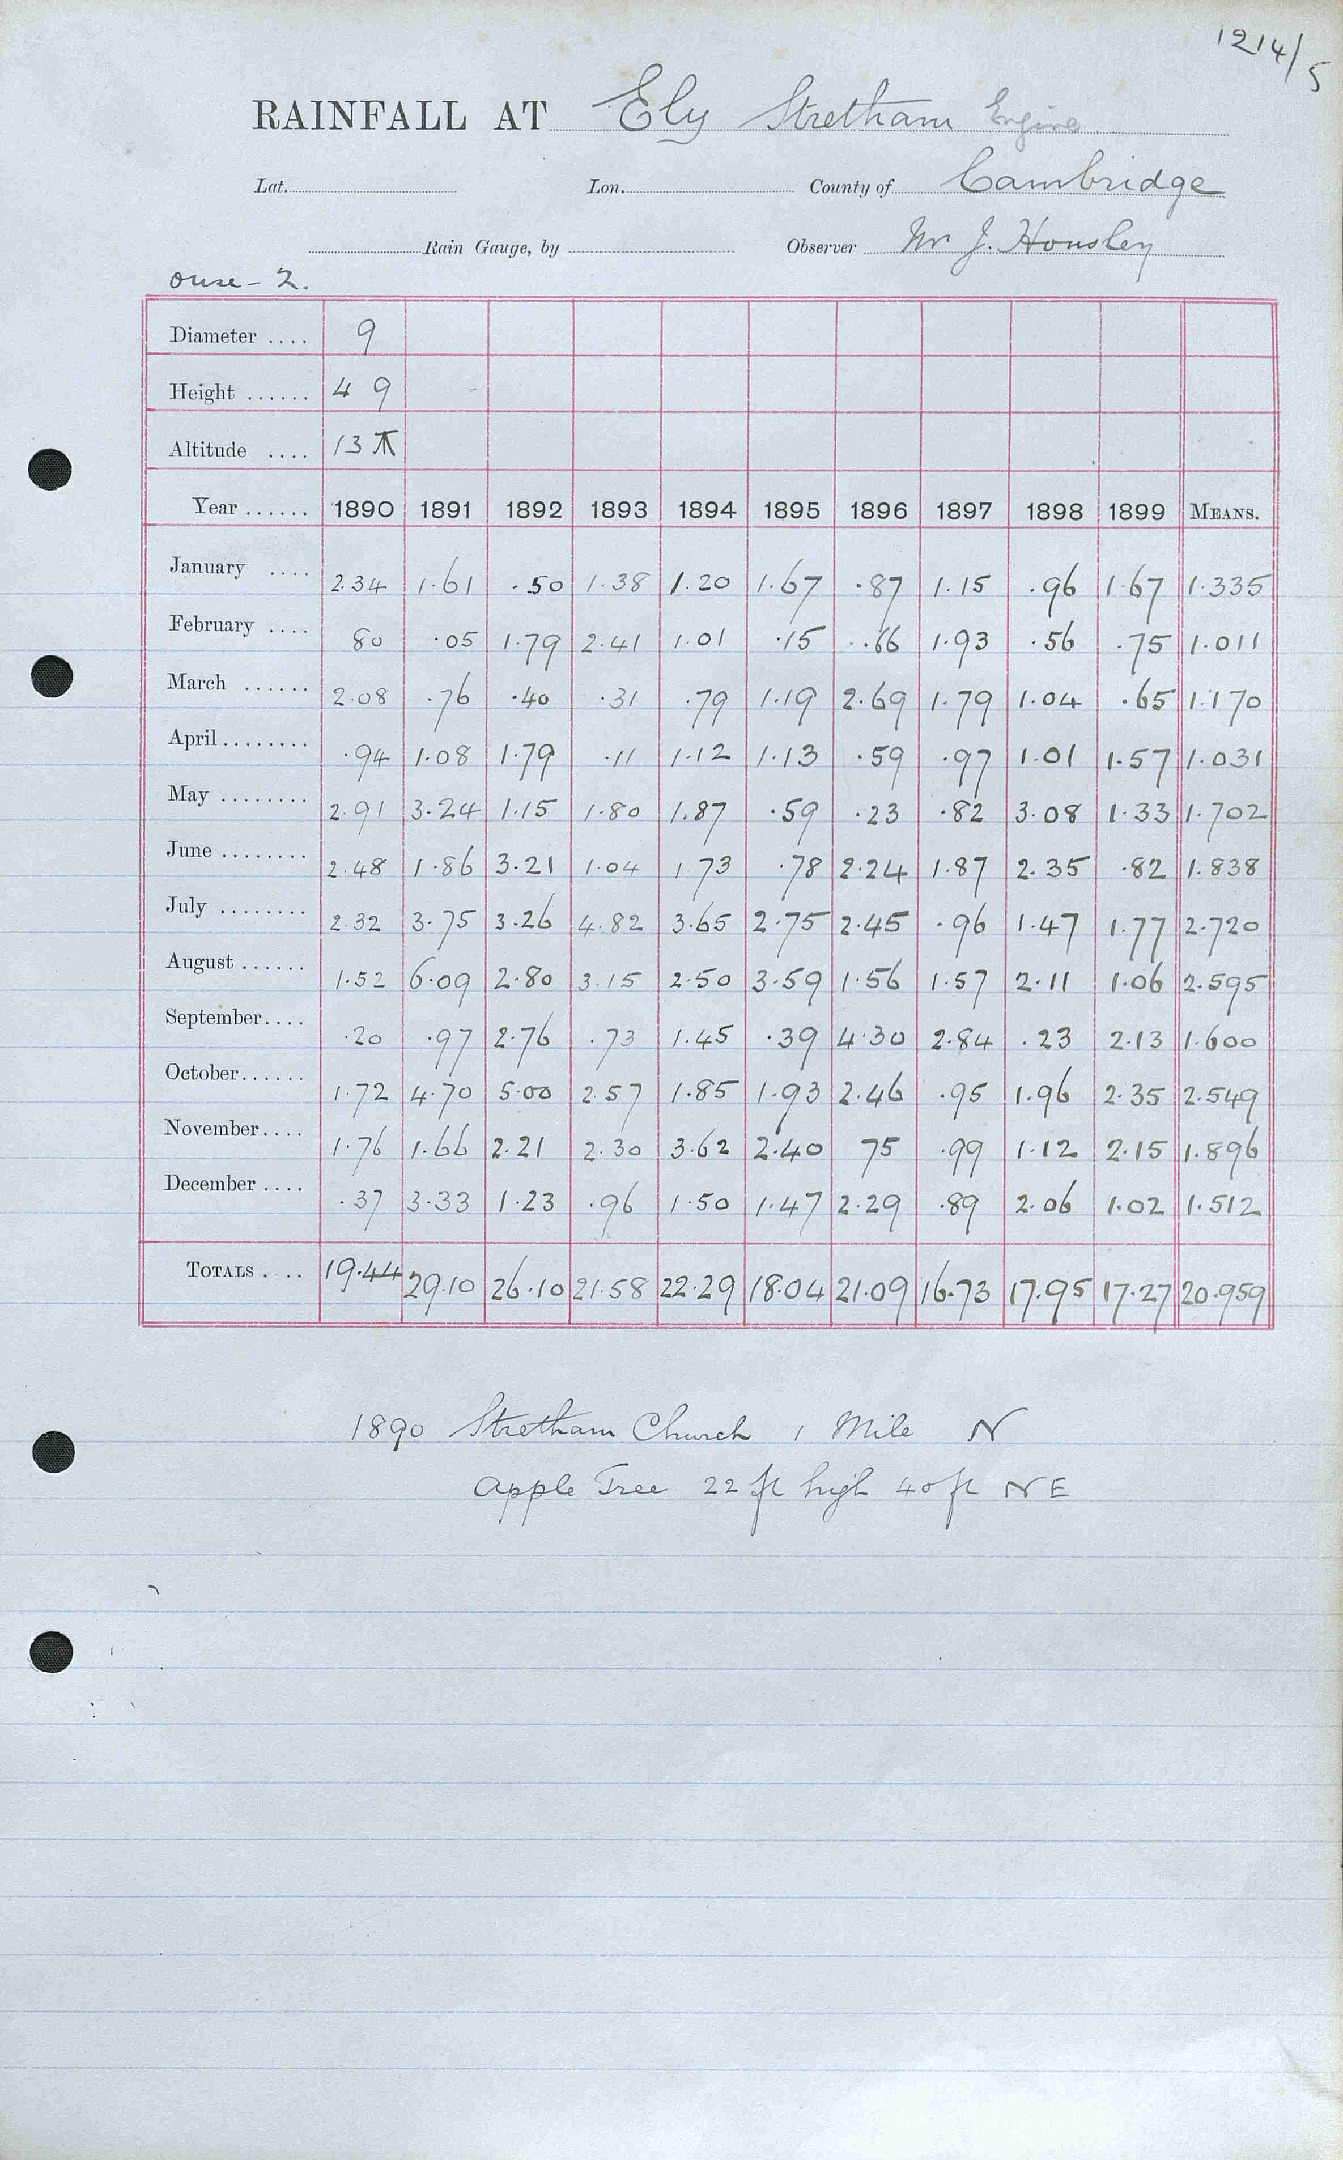 1214/5
RAINFALL AT Ely Stretham Engine
Lat. Lon. County of Cambridge
Rain Gauge, by Observer Mr J. Housley
Ouse - 2.
Diameter .... 9
Height ...... 4 9
Altitude .... 13
Year ...... 1890 1891 1892 1893 1894 1895 1896 1897 1898 1899 MEANS.
January .... 2.34 1.61 .50 1.38 1.20 1.67 .87 1.15 .96 1.67 1.335
February .... 80 .05 1.79 2.41 1.01 .15 .66 1.93 .56 .75 1.011
March ...... 2.08 .76 .40 .31 .79 1.19 2.69 1.79 1.04 .65 1.170
April ........ .94 1.08 1.79 .11 1.12 1.13 .59 .97 1.01 1.57 1.031
May ........ 2.91 3.24 1.15 1.80 1.87 .59 .23 .82 3.08 1.33 1.702
June ........ 2.48 1.86 3.21 1.04 1.73 .78 2.24 1.87 2.35 .82 1.838
July ........ 2.32 3.75 3.26 4.82 3.65 2.75 2.45 .96 1.47 1.77 2.720
August ...... 1.52 6.09 2.80 3.15 2.50 3.59 1.56 1.57 2.11 1.06 2.595
September.... .20 .97 2.76 .73 1.45 .39 4.30 2.84 .23 2.13 1.600
October...... 1.72 4.70 5.00 2.57 1.85 1.93 2.46 .95 1.96 2.35 2.549
November.... 1.76 1.66 2.21 2.30 3.62 2.40 75 .99 1.12 2.15 1.896
December .... .37 3.33 1.23 .96 1.50 1.47 2.29 .89 2.06 1.02 1.512
TOTALS .... 19.44 29.10 26.10 21.58 22.29 18.04 21.09 16.73 17.95 17.27 20.959
1890 Stretham Church 1 Mile N
Apple Tree 22 ft high 40 ft NE